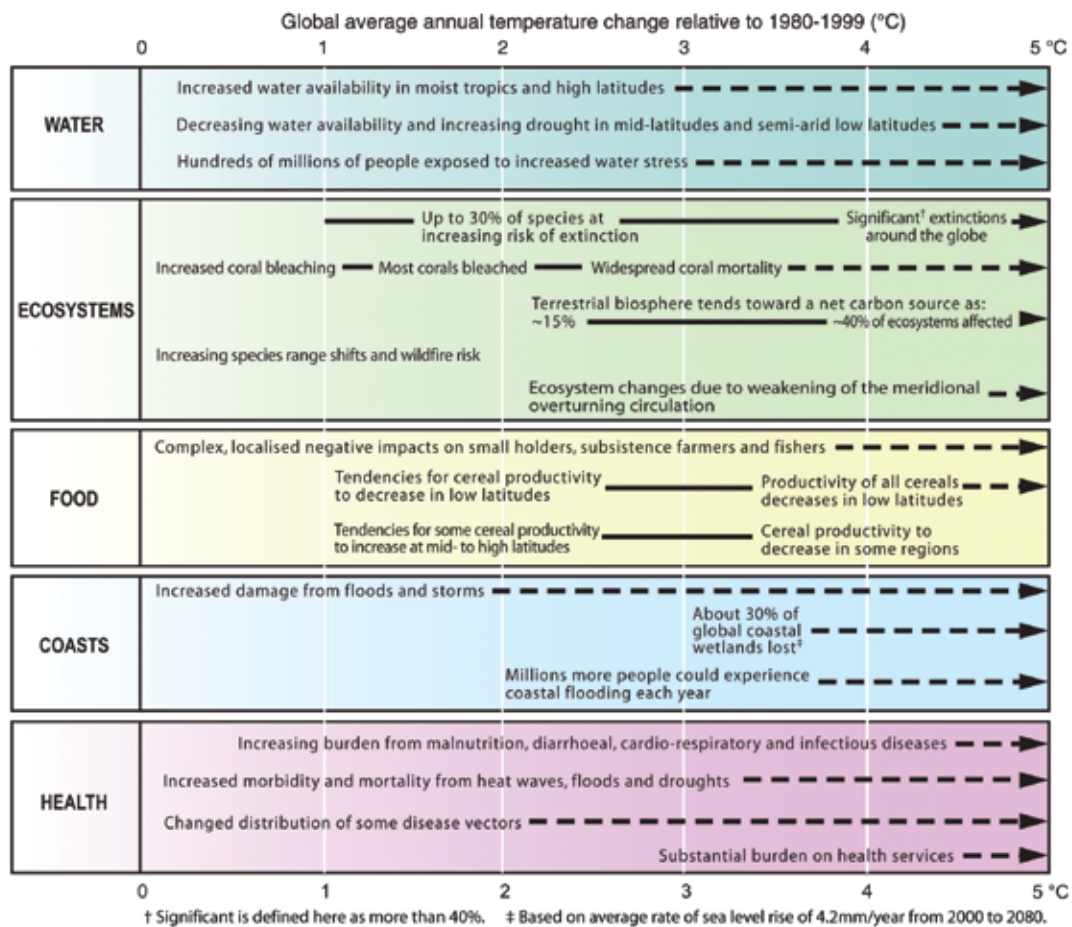 Global average annual temperature change relative to 1980-1999 (°C)
0 1 2 3 4 5 °C
WATER
Increased water availability in moist tropics and high latitudes
Decreasing water availability and increasing drought in mid-latitudes and semi-arid low latitudes
Hundreds of millions of people exposed to increased water stress
ECOSYSTEMS
Up to 30% of species at
increasing risk of extinction
Significant† extinctions
around the globe
Increased coral bleaching Most corals bleached Widespread coral mortality
Terrestrial biosphere tends toward a net carbon source as:
~15% ~40% of ecosystems affected
Increasing species range shifts and wildfire risk
Ecosystem changes due to weakening of the meridional
overturning circulation
FOOD
Complex, localised negative impacts on small holders, subsistence farmers and fishers
Tendencies for cereal productivity
to decrease in low latitudes
Productivity of all cereals
decreases in low latitudes
Tendencies for some cereal productivity
to increase at mid- to high latitudes
Cereal productivity to
decrease in some regions
COASTS
Increased damage from floods and storms
About 30% of
global coastal
wetlands lost‡
Millions more people could experience
coastal flooding each year
HEALTH
Increasing burden from malnutrition, diarrhoeal, cardio-respiratory and infectious diseases
Increased morbidity and mortality from heat waves, floods and droughts
Changed distribution of some disease vectors
Substantial burden on health services
0 1 2 3 4 5 °C
† Significant is defined here as more than 40%. ‡ Based on average rate of sea level rise of 4.2mm/year from 2000 to 2080.